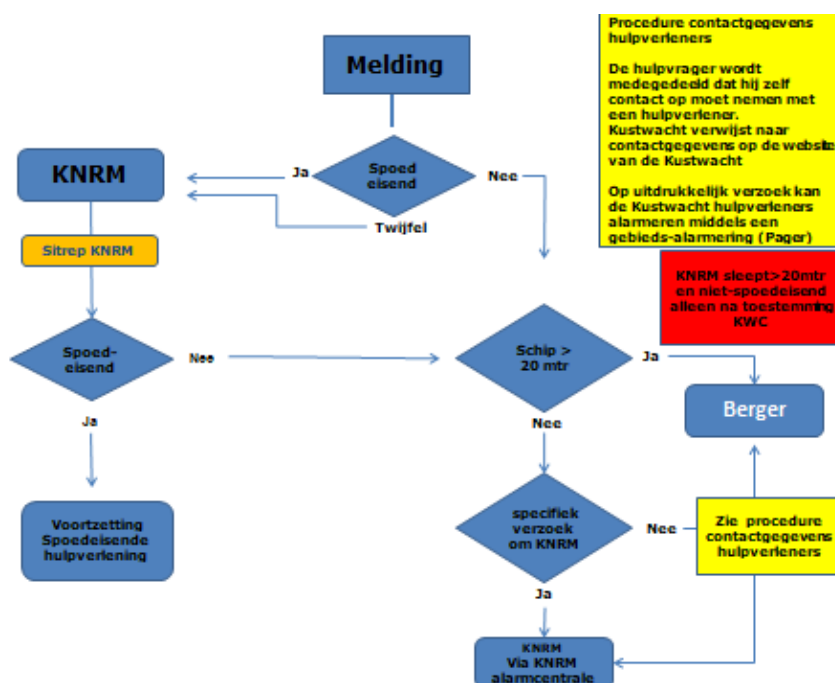 Melding
Spoed
eisend
Ja
Nee
Twijfel
KNRM
Sitrep KNRM
Spoed-
eisend
Nee
Ja
Voortzetting
Spoedeisende
hulpverlening
Procedure contactgegevens
hulpverleners
De hulpvrager wordt
medegedeeld dat hij zelf
contact op moet nemen met
een hulpverlener.
Kustwacht verwijst naar
contactgegevens op de website
van de Kustwacht
Op uitdrukkelijk verzoek kan
de Kustwacht hulpverleners
alarmeren middels een
gebieds-alarmering (Pager)
KNRM sleept>20mtr
en niet-spoedeisend
alleen na toestemming
KWC
Schip >
20 mtr
Ja
Nee
Berger
specifiek
verzoek
om KNRM
Nee
Ja
Zie procedure
contactgegevens
hulpverleners
KNRM
Via KNRM
alarmcentrale